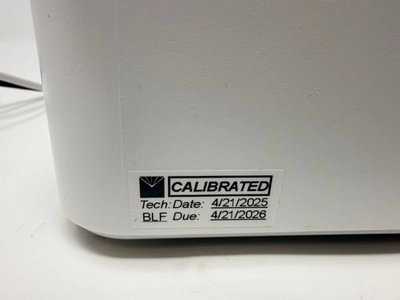 CALIBRATED
Tech: Date: 4/21/2025
BLF Due: 4/21/2026